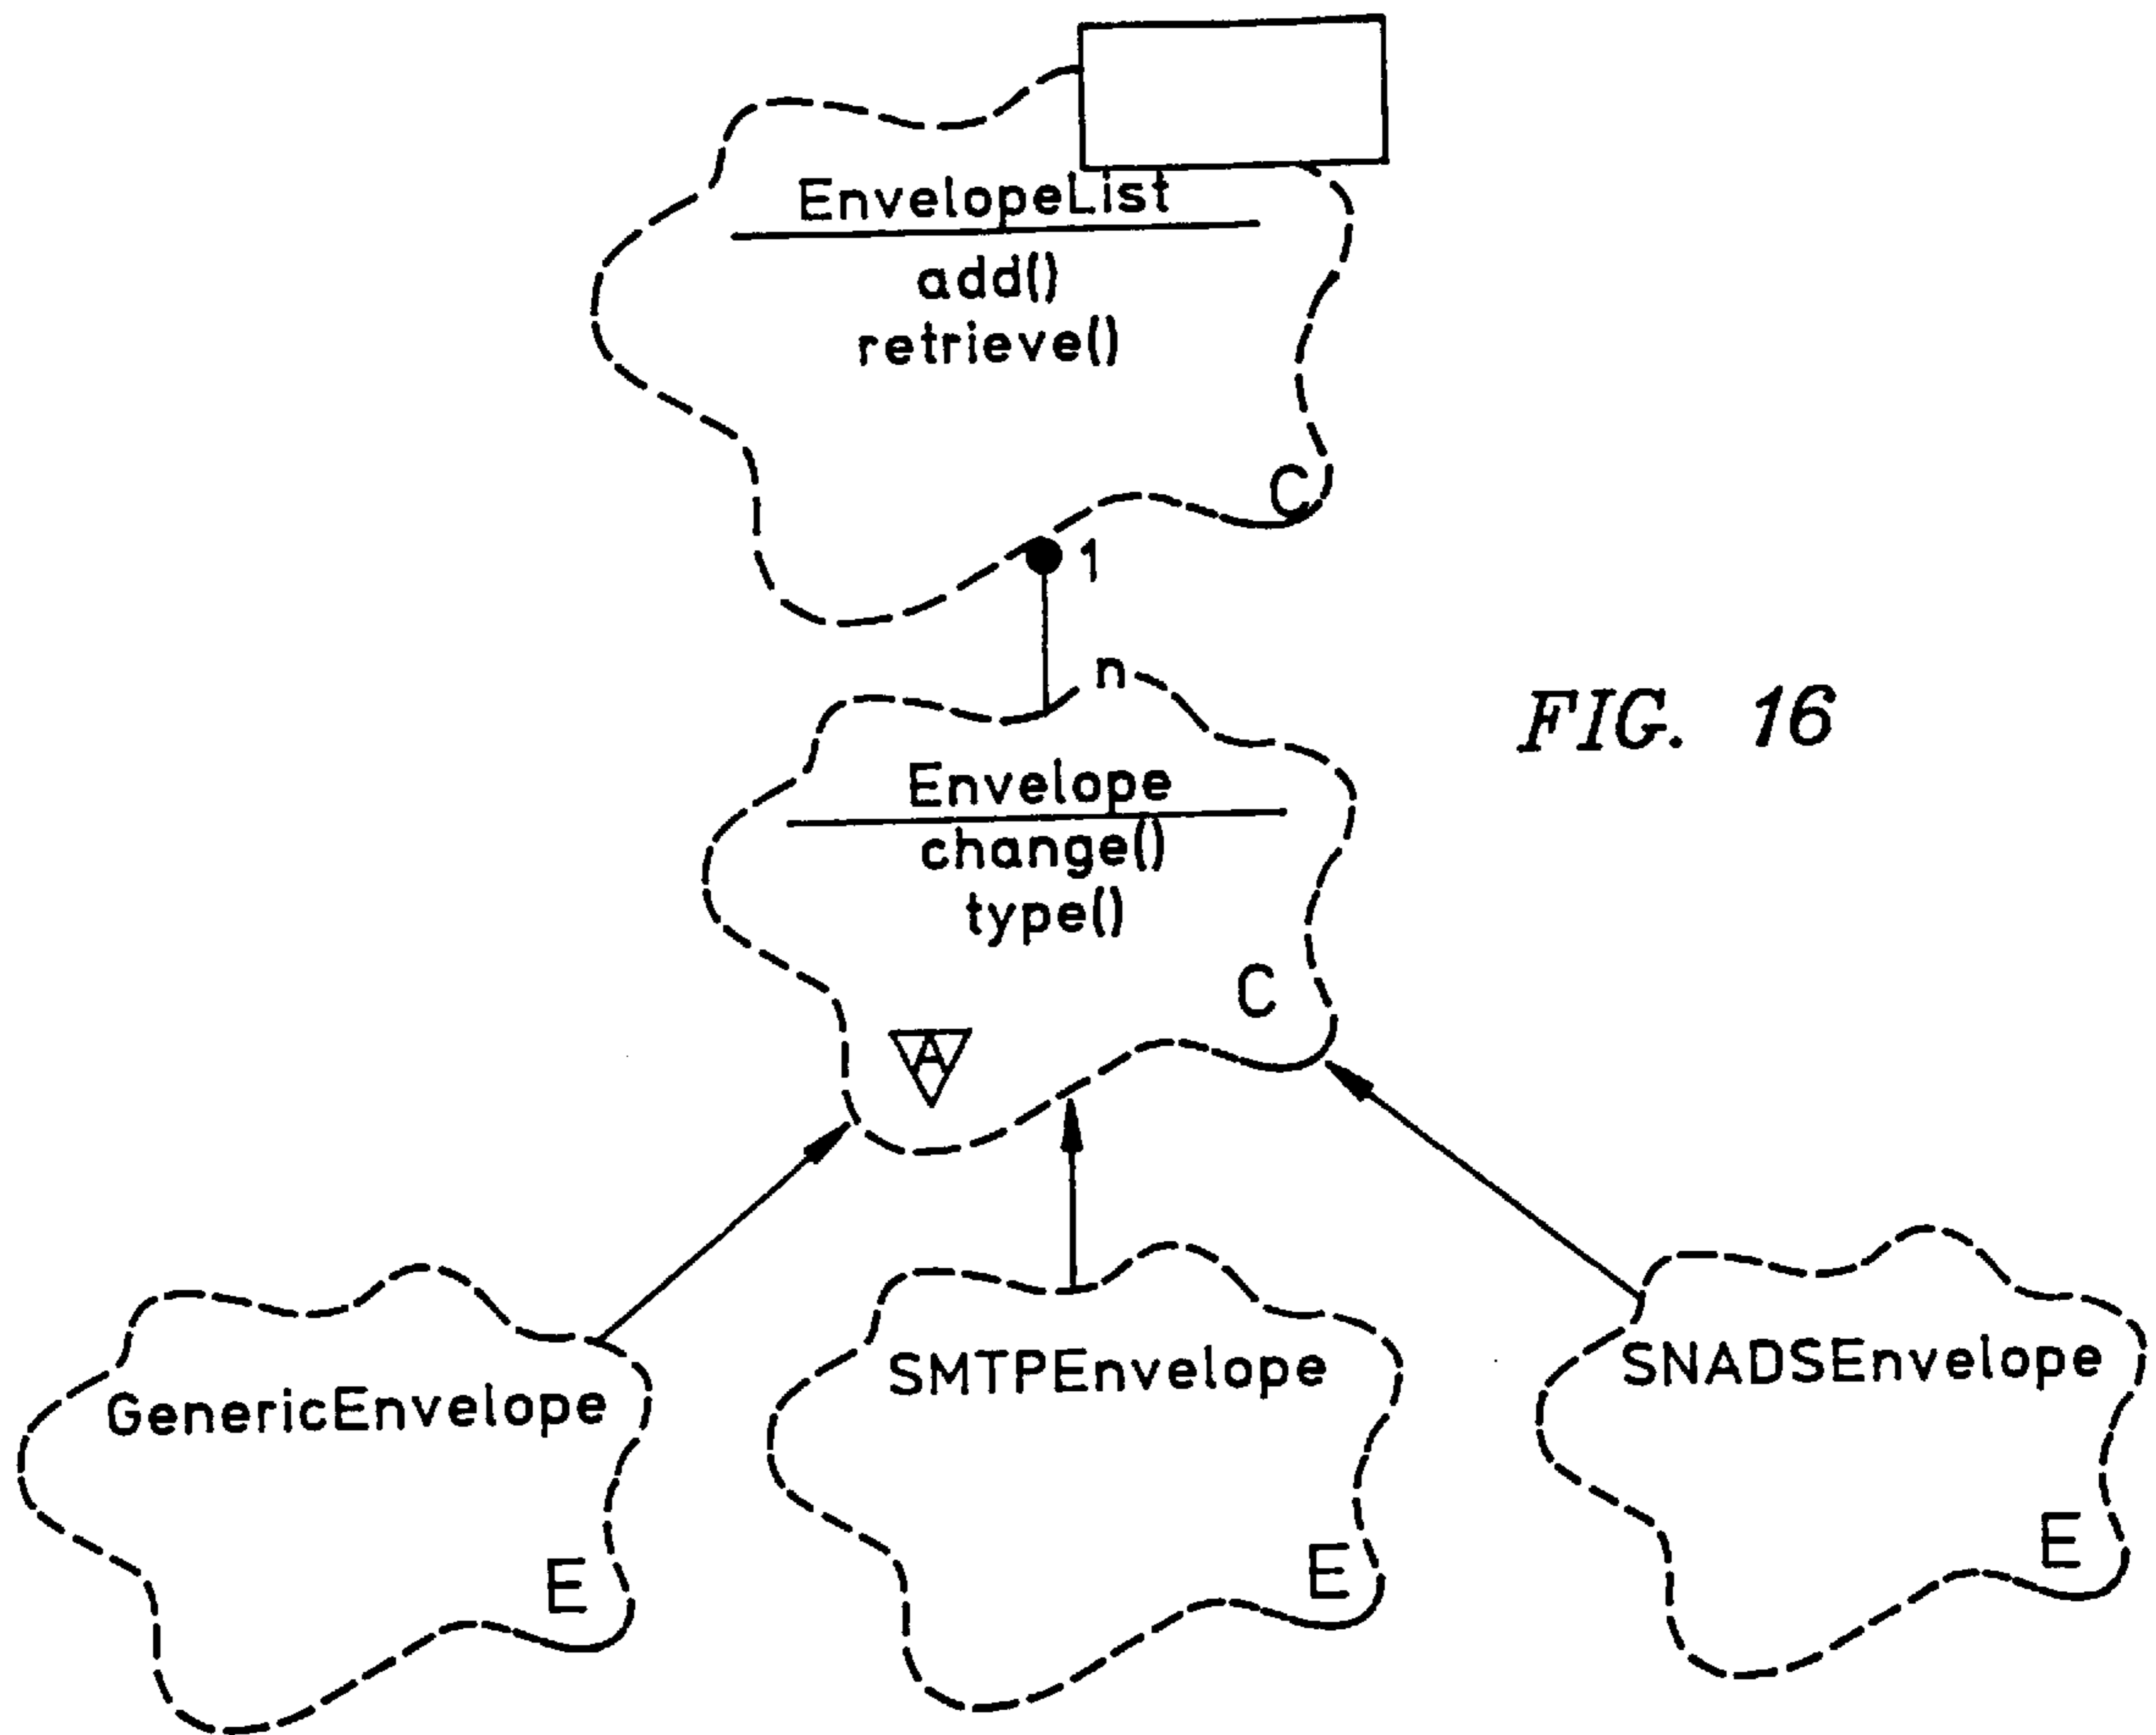 EnvelopeList
add()
retrieve()
C
1
n
FIG. 16
Envelope
change()
type()
C
A
GenericEnvelope
SMTPEnvelope
SNADSEnvelope
E
E
E